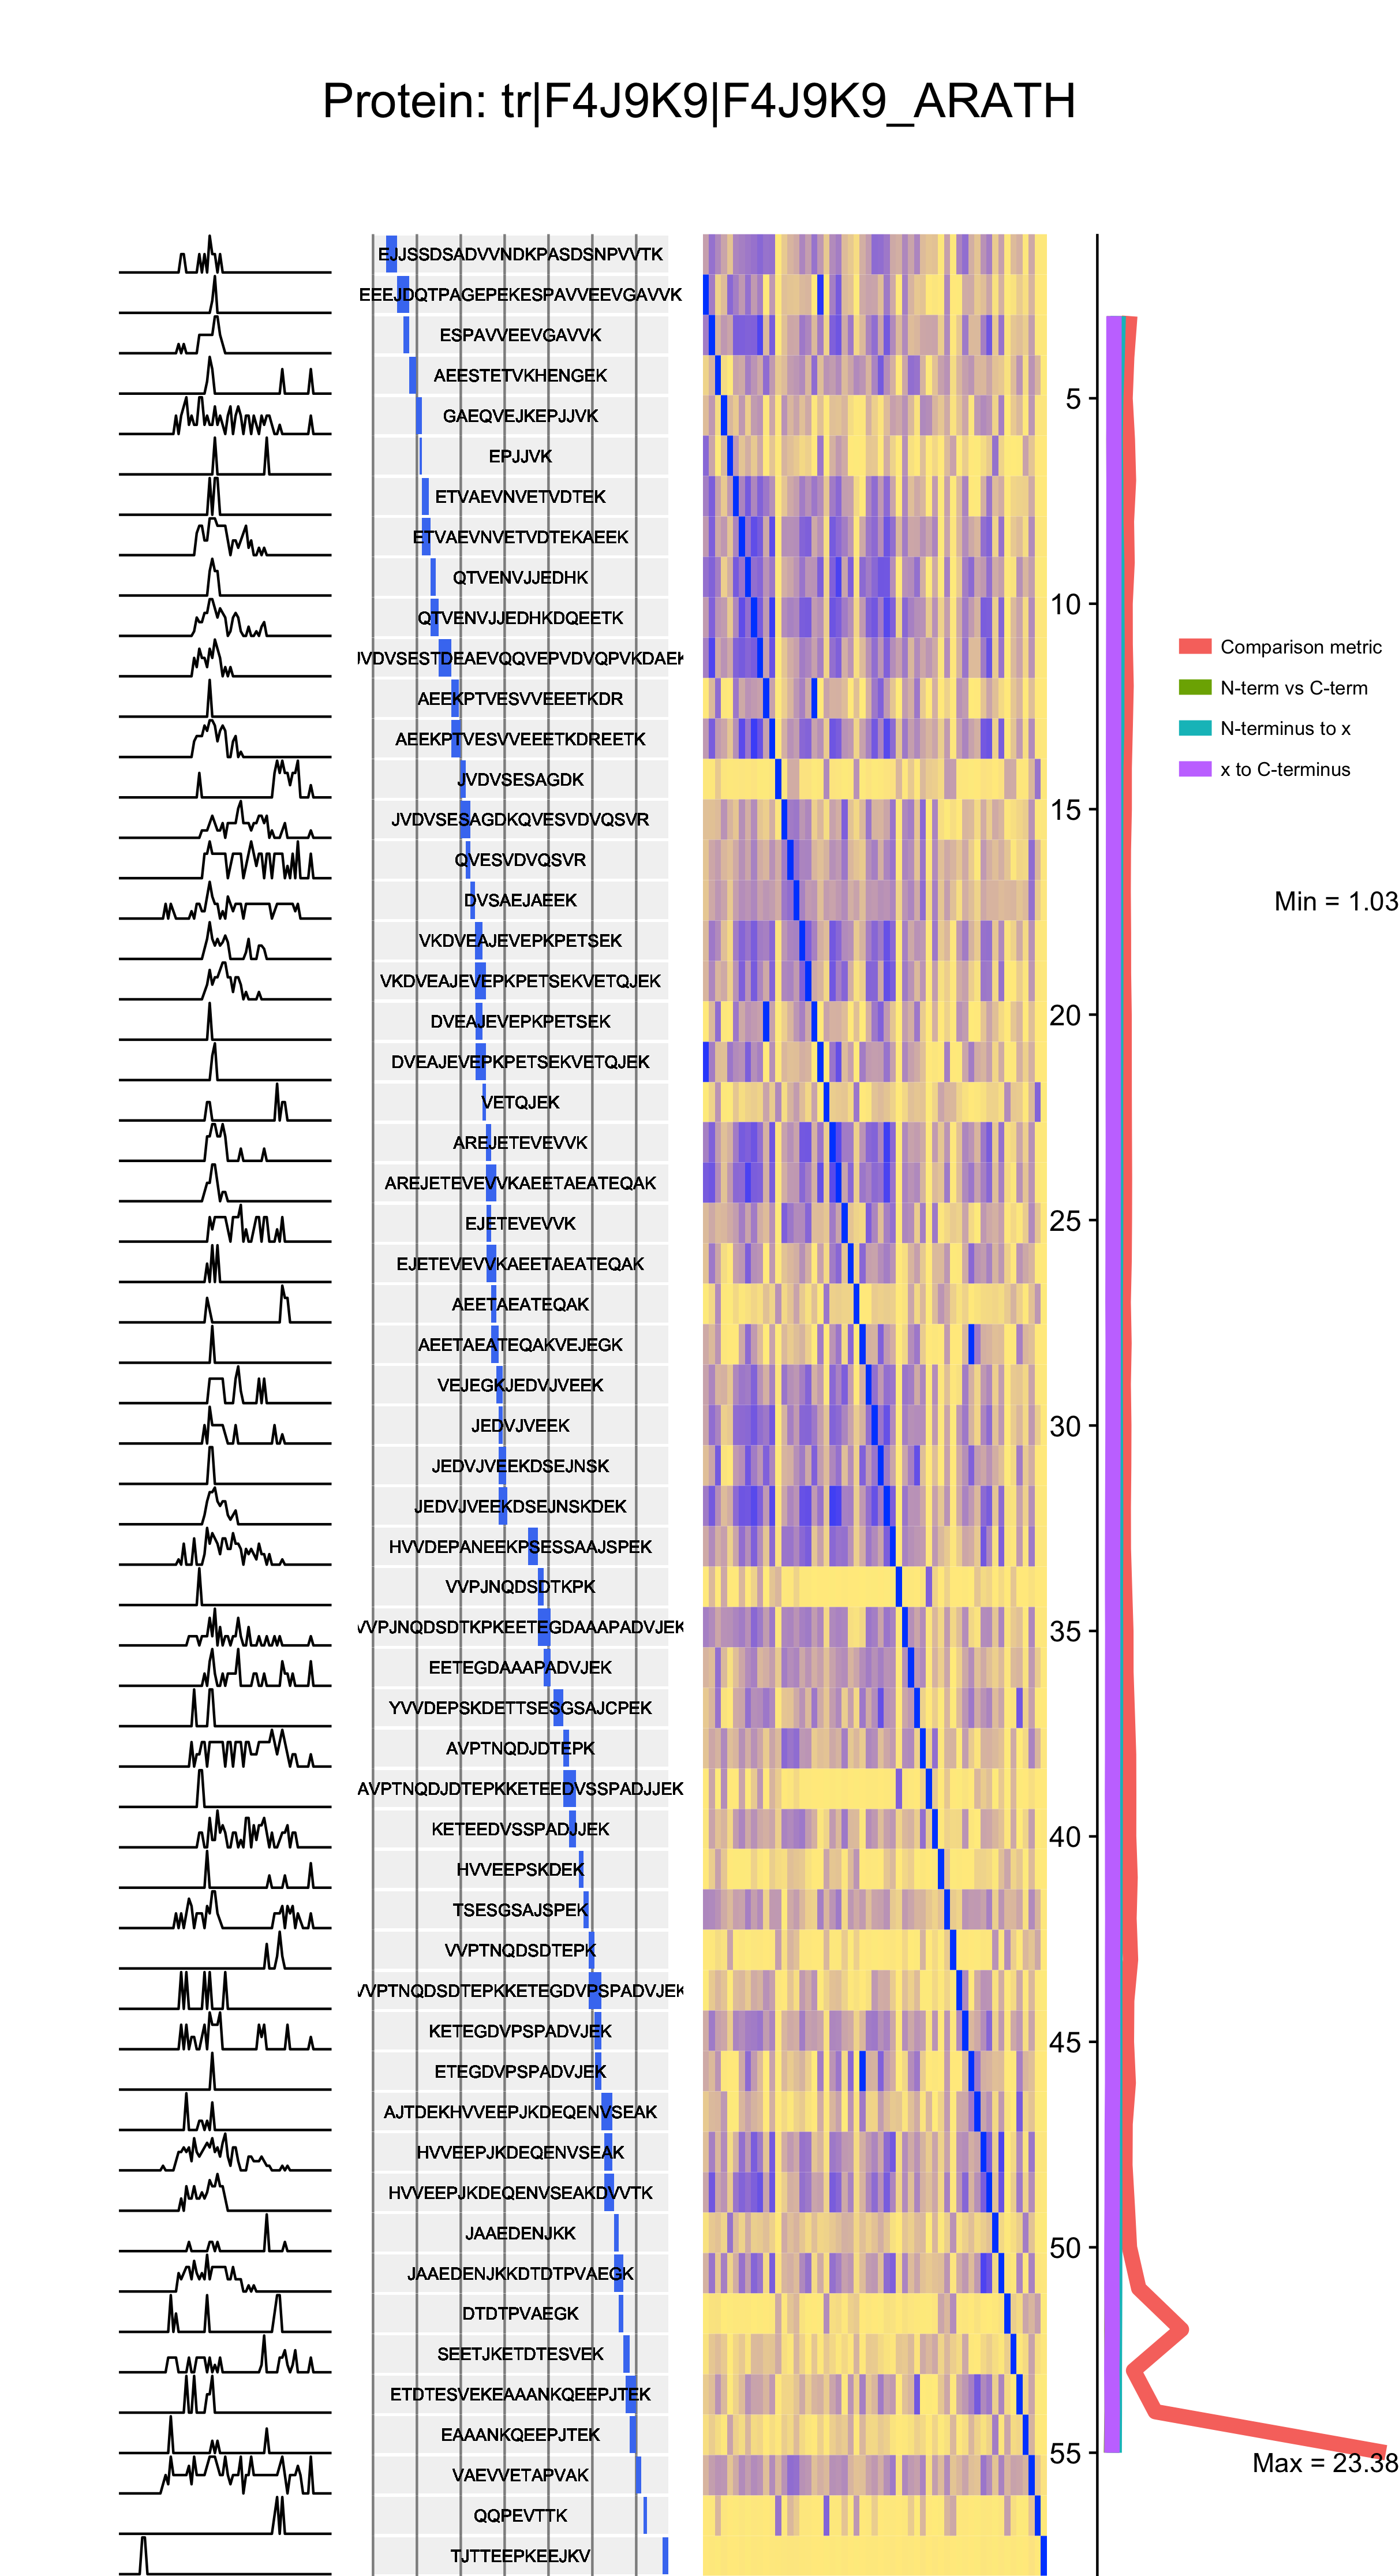 Protein: tr|F4J9K9|F4J9K9_ARATH
EJJSSDSADVVNDKPASDSNPVVTK
EEEJDQTPAGEPEKESPAVVEEVGAVVK
ESPAVVEEVGAVVK
AEESTETVKHENGEK
5
GAEQVEJKEPJJVK
EPJJVK
ETVAEVNVETVDTEK
ETVAEVNVETVDTEKAEEK
QTVENVJJEDHK
10
QTVENVJJEDHKDQEETK
Comparison metric
JVDVSESTDEAEVQQVEPVDVQPVKDAEK
N-term vs C-term
AEEKPTVESVVEEETKDR
N-terminus to x
AEEKPTVESVVEEETKDREETK
x to C-terminus
JVDVSESAGDK
15
JVDVSESAGDKQVESVDVQSVR
QVESVDVQSVR
DVSAEJAEEK
Min = 1.03
VKDVEAJEVEPKPETSEK
VKDVEAJEVEPKPETSEKVETQJEK
20
DVEAJEVEPKPETSEK
DVEAJEVEPKPETSEKVETQJEK
VETQJEK
AREJETEVEVVK
AREJETEVEVVKAEETAEATEQAK
25
EJETEVEVVK
EJETEVEVVKAEETAEATEQAK
AEETAEATEQAK
AEETAEATEQAKVEJEGK
VEJEGKJEDVJVEEK
30
JEDVJVEEK
JEDVJVEEKDSEJNSK
JEDVJVEEKDSEJNSKDEK
HVVDEPANEEKPSESSAAJSPEK
VVPJNQDSDTKPK
35
VVPJNQDSDTKPKEETEGDAAAPADVJEK
EETEGDAAAPADVJEK
YVVDEPSKDETTSESGSAJCPEK
AVPTNQDJDTEPK
AVPTNQDJDTEPKKETEEDVSSPADJJEK
40
KETEEDVSSPADJJEK
HVVEEPSKDEK
TSESGSAJSPEK
VVPTNQDSDTEPK
VVPTNQDSDTEPKKETEGDVPSPADVJEK
45
KETEGDVPSPADVJEK
ETEGDVPSPADVJEK
AJTDEKHVVEEPJKDEQENVSEAK
HVVEEPJKDEQENVSEAK
HVVEEPJKDEQENVSEAKDVVTK
50
JAAEDENJKK
JAAEDENJKKDTDTPVAEGK
DTDTPVAEGK
SEETJKETDTESVEK
ETDTESVEKEAAANKQEEPJTEK
EAAANKQEEPJTEK
55
Max = 23.38
VAEVVETAPVAK
QQPEVTTK
TJTTEEPKEEJKV